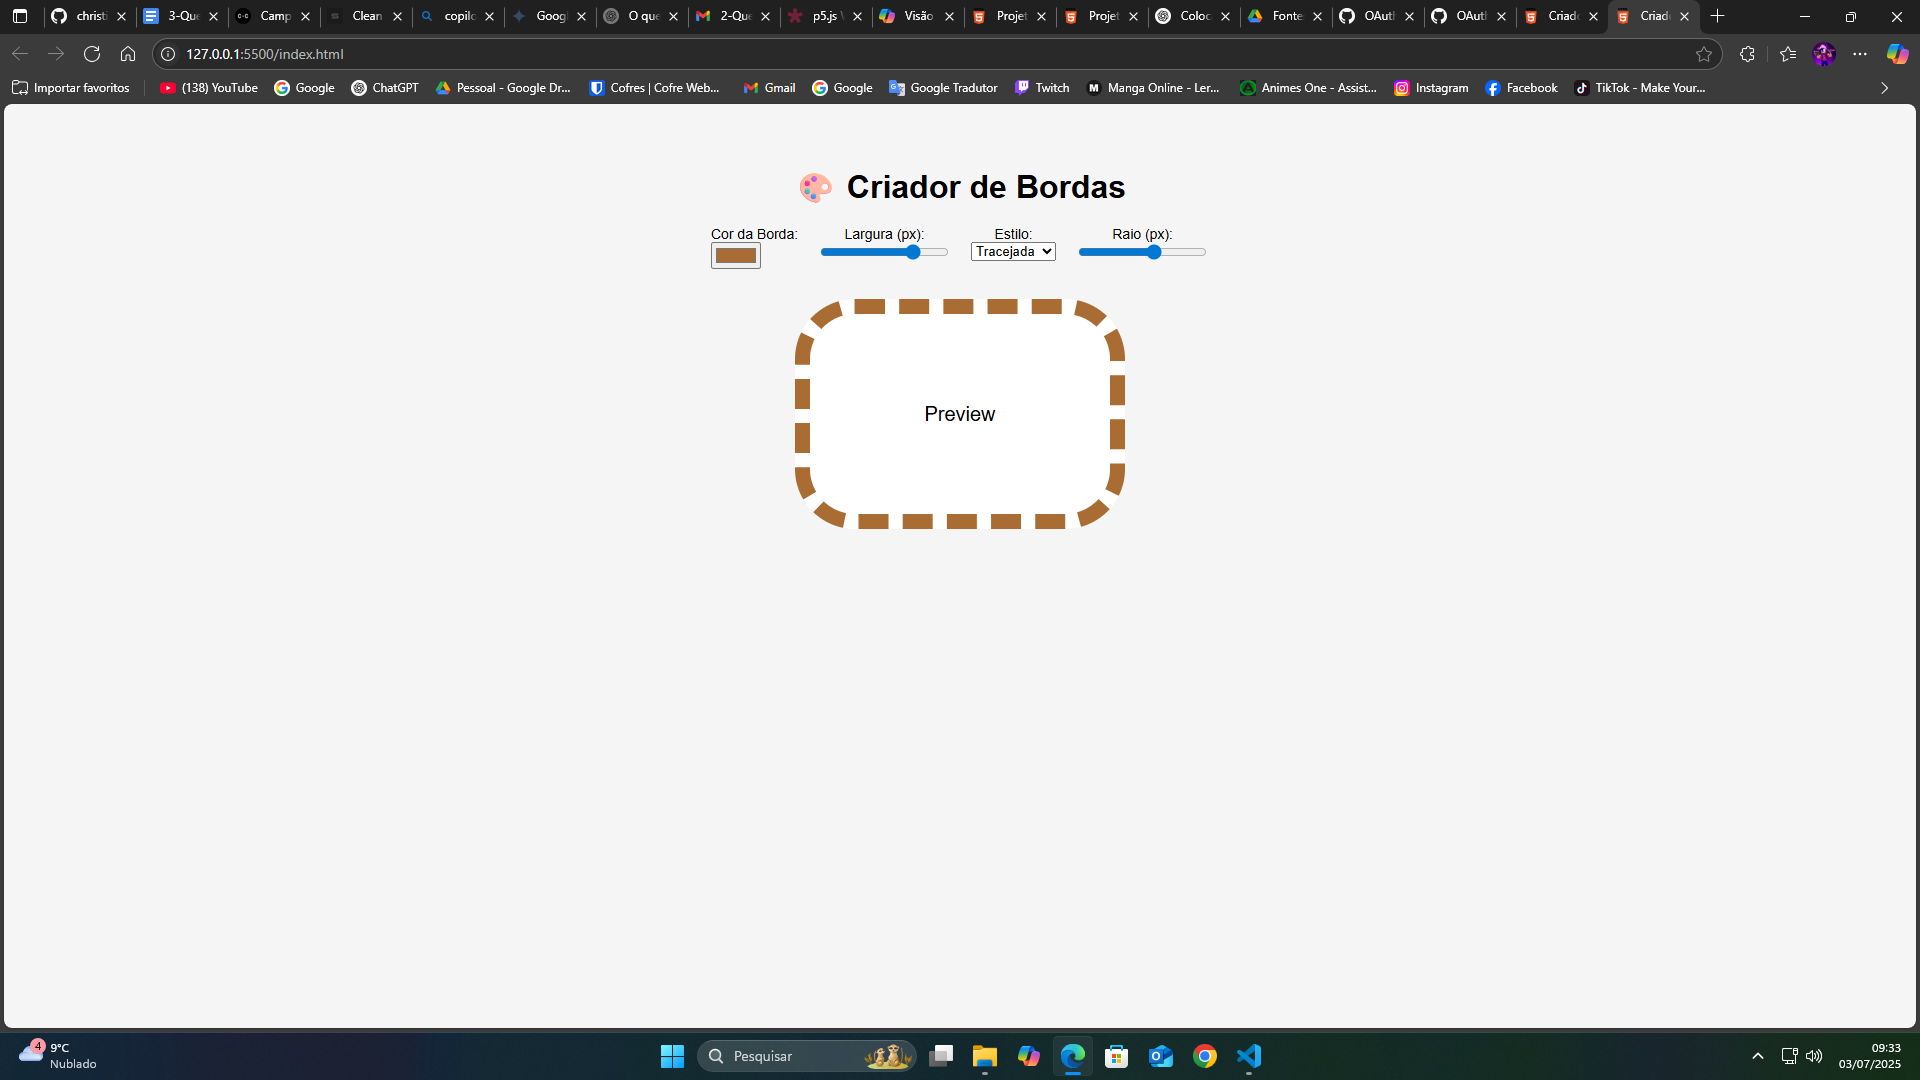 christi
3-Que
Camp
Clean
copilo
Googl
O que
2-Que
p5.js \
Visão
Projet
Projet
Coloc
Fonte
OAuth
OAuth
Criado
Criado
127.0.0.1:5500/index.html
Importar favoritos
(138) YouTube
Google
ChatGPT
Pessoal - Google Dr...
Cofres | Cofre Web...
Gmail
Google
Google Tradutor
Twitch
Manga Online - Ler...
Animes One - Assist...
Instagram
Facebook
TikTok - Make Your...
Criador de Bordas
Cor da Borda:
Largura (px):
Estilo:
Raio (px):
Tracejada
Preview
4
9°C
Nublado
Pesquisar
09:33
03/07/2025